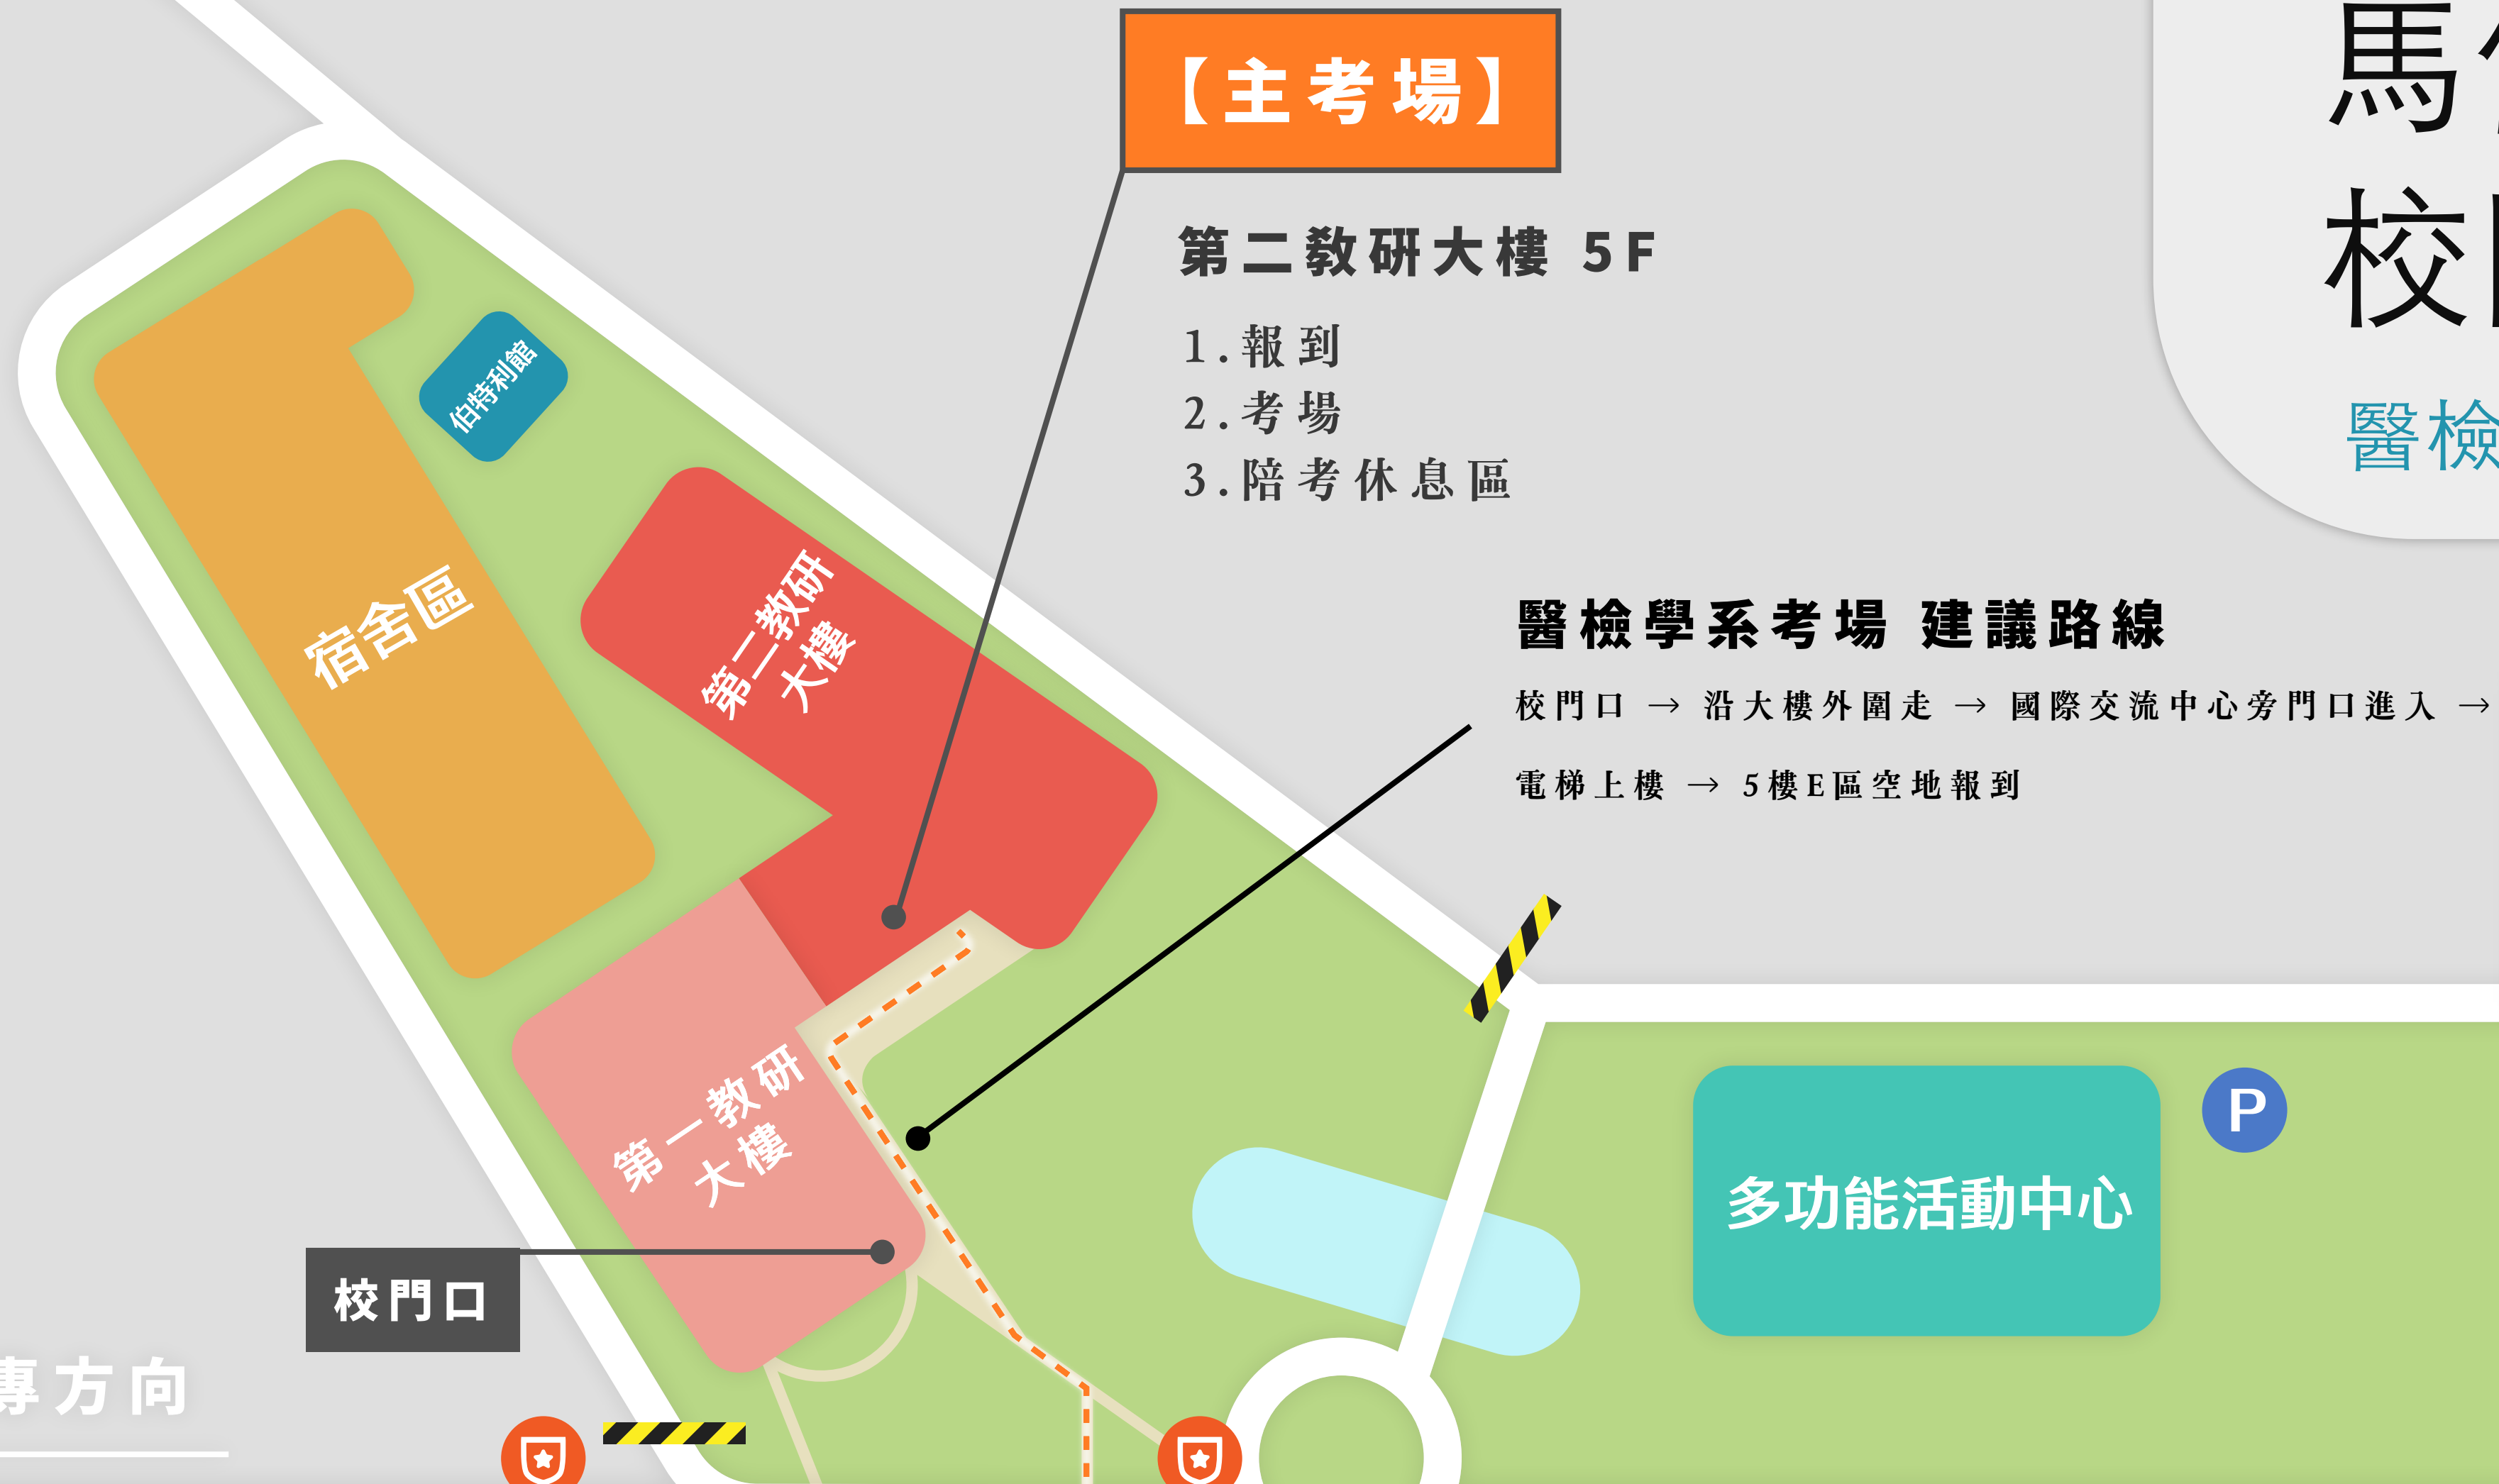 【主考場】
第二教研大樓 5F
1.報到
2.考場
3.陪考休息區
馬
校
醫檢
醫檢學系考場 建議路線
校門口 → 沿大樓外圍走 → 國際交流中心旁門口進入 →
電梯上樓 → 5樓E區空地報到
伯特利館
宿舍區
第二教研
大樓
第一教研
大樓
校門口
多功能活動中心
P
專方向